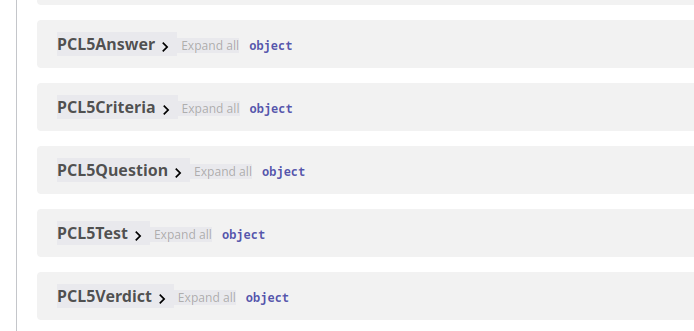 PCL5Answer > Expand all object
PCL5Criteria > Expand all object
PCL5Question > Expand all object
PCL5Test > Expand all object
PCL5Verdict > Expand all object